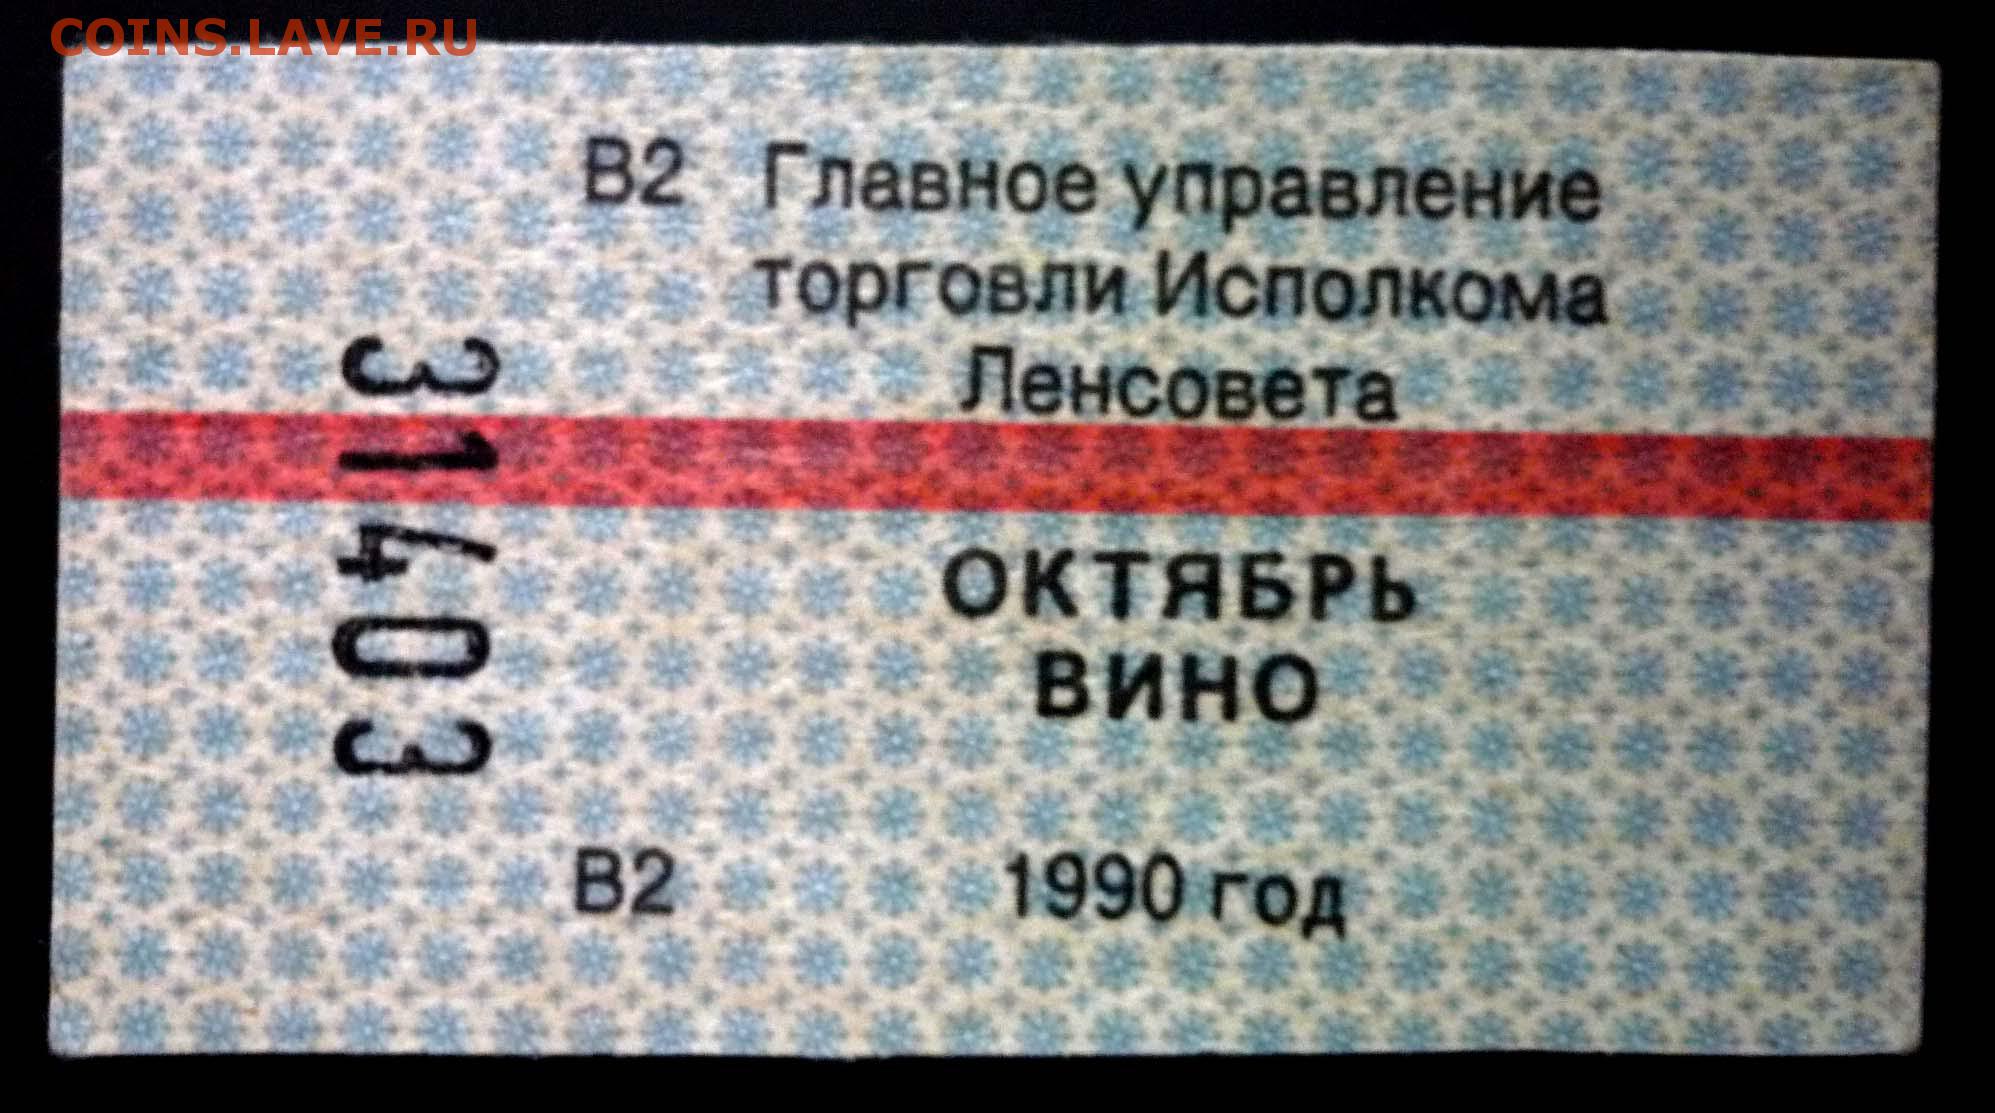 COINS.LAVE.RU
В2 Главное управление
торговли Исполкома
Ленсовета
31403
ОКТЯБРЬ
ВИНО
В2 1990 год